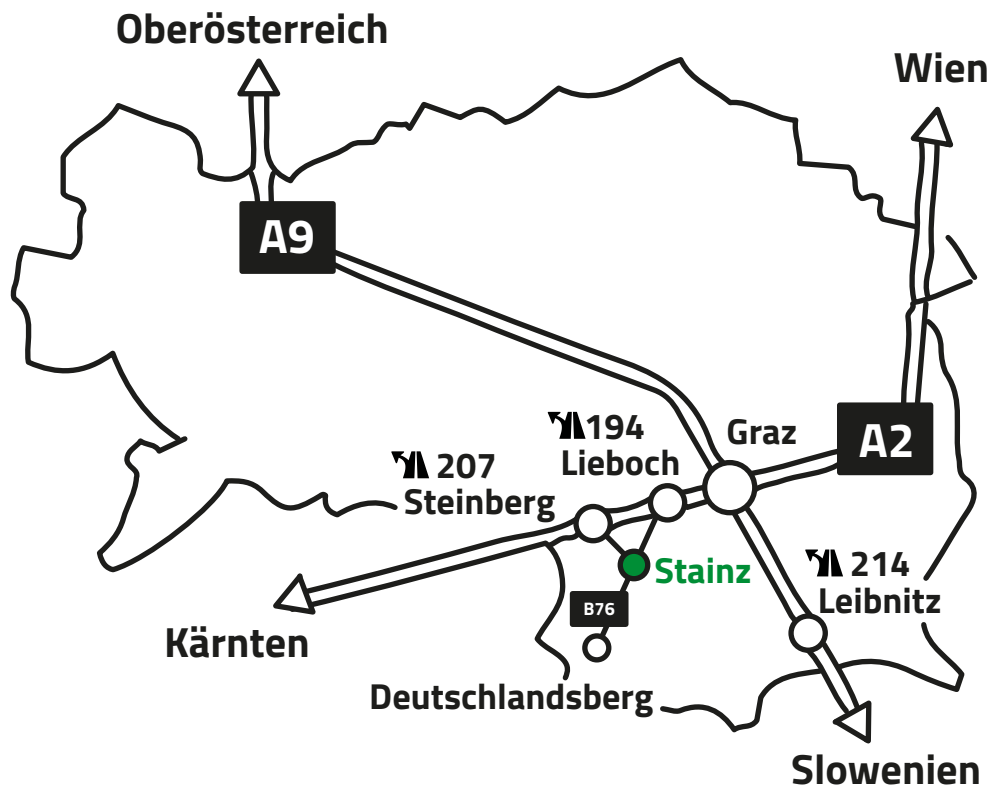 Oberösterreich
Wien
A9
194
Lieboch
Graz
A2
207
Steinberg
Stainz
214
Leibnitz
B76
Kärnten
Deutschlandsberg
Slowenien